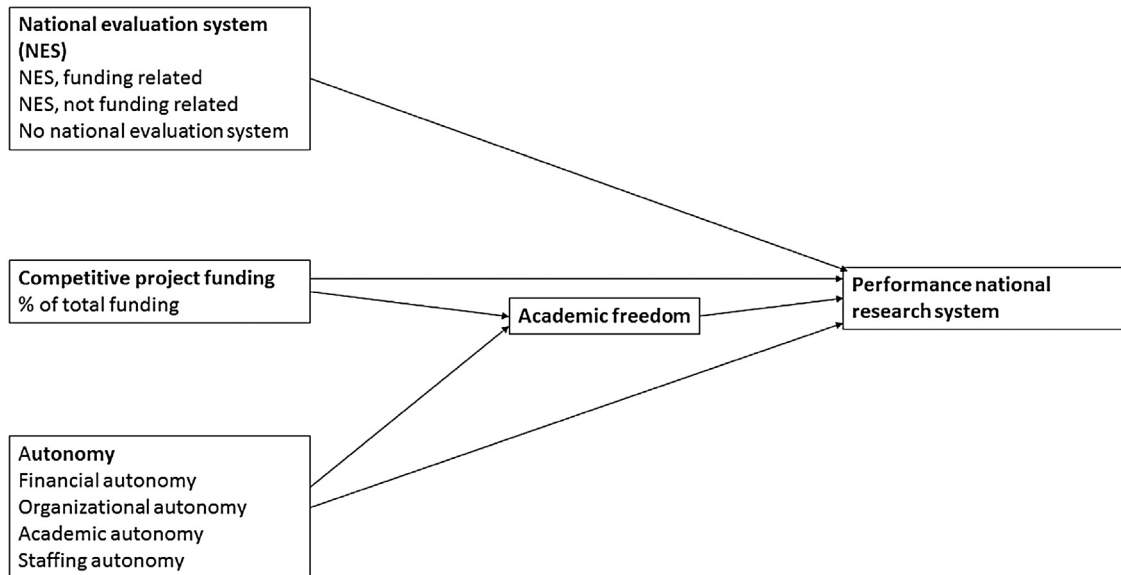 National evaluation system
(NES)
NES, funding related
NES, not funding related
No national evaluation system
Competitive project funding
% of total funding
Academic freedom
Performance national
research system
Autonomy
Financial autonomy
Organizational autonomy
Academic autonomy
Staffing autonomy